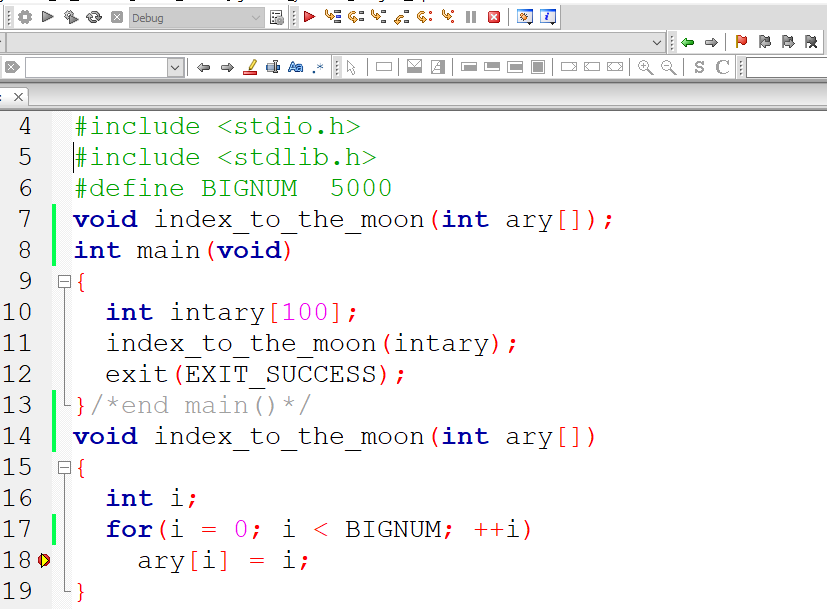 Debug
Aa .*
S C
4 #include <stdio.h>
5 #include <stdlib.h>
6 #define BIGNUM  5000
7 void index_to_the_moon(int ary[]);
8 int main(void)
9 {
10   int intary[100];
11   index_to_the_moon(intary);
12   exit(EXIT_SUCCESS);
13 }/*end main()*/
14 void index_to_the_moon(int ary[])
15 {
16   int i;
17   for(i = 0; i < BIGNUM; ++i)
18     ary[i] = i;
19 }